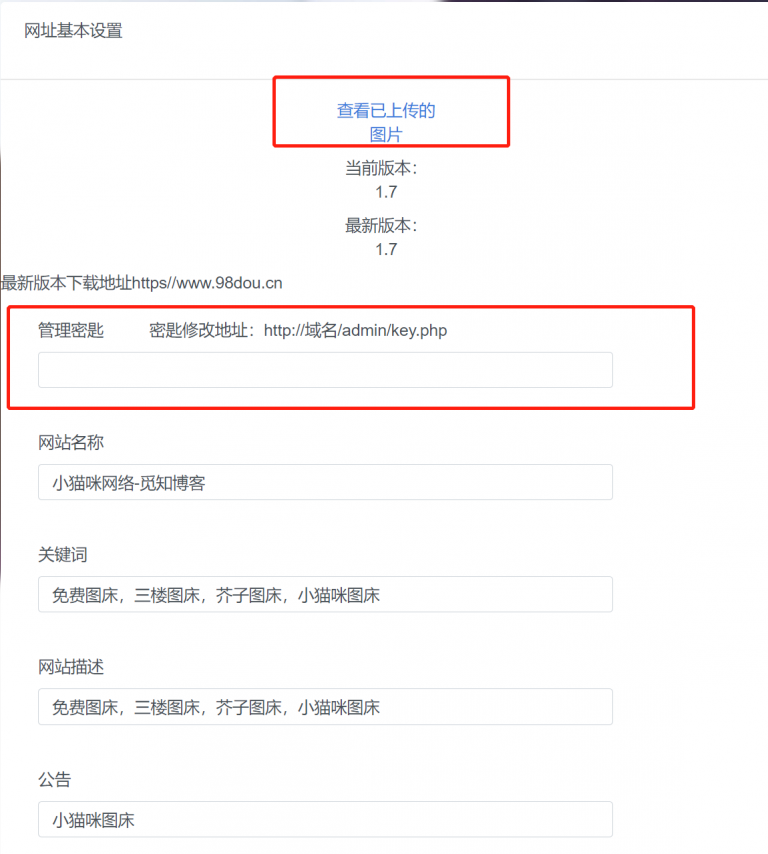 网址基本设置
查看已上传的
图片
当前版本：
1.7
最新版本：
1.7
最新版本下载地址https//www.98dou.cn
管理密匙 密匙修改地址：http://域名/admin/key.php
网站名称
小猫咪网络-觅知博客
关键词
免费图床，三楼图床，芥子图床，小猫咪图床
网站描述
免费图床，三楼图床，芥子图床，小猫咪图床
公告
小猫咪图床